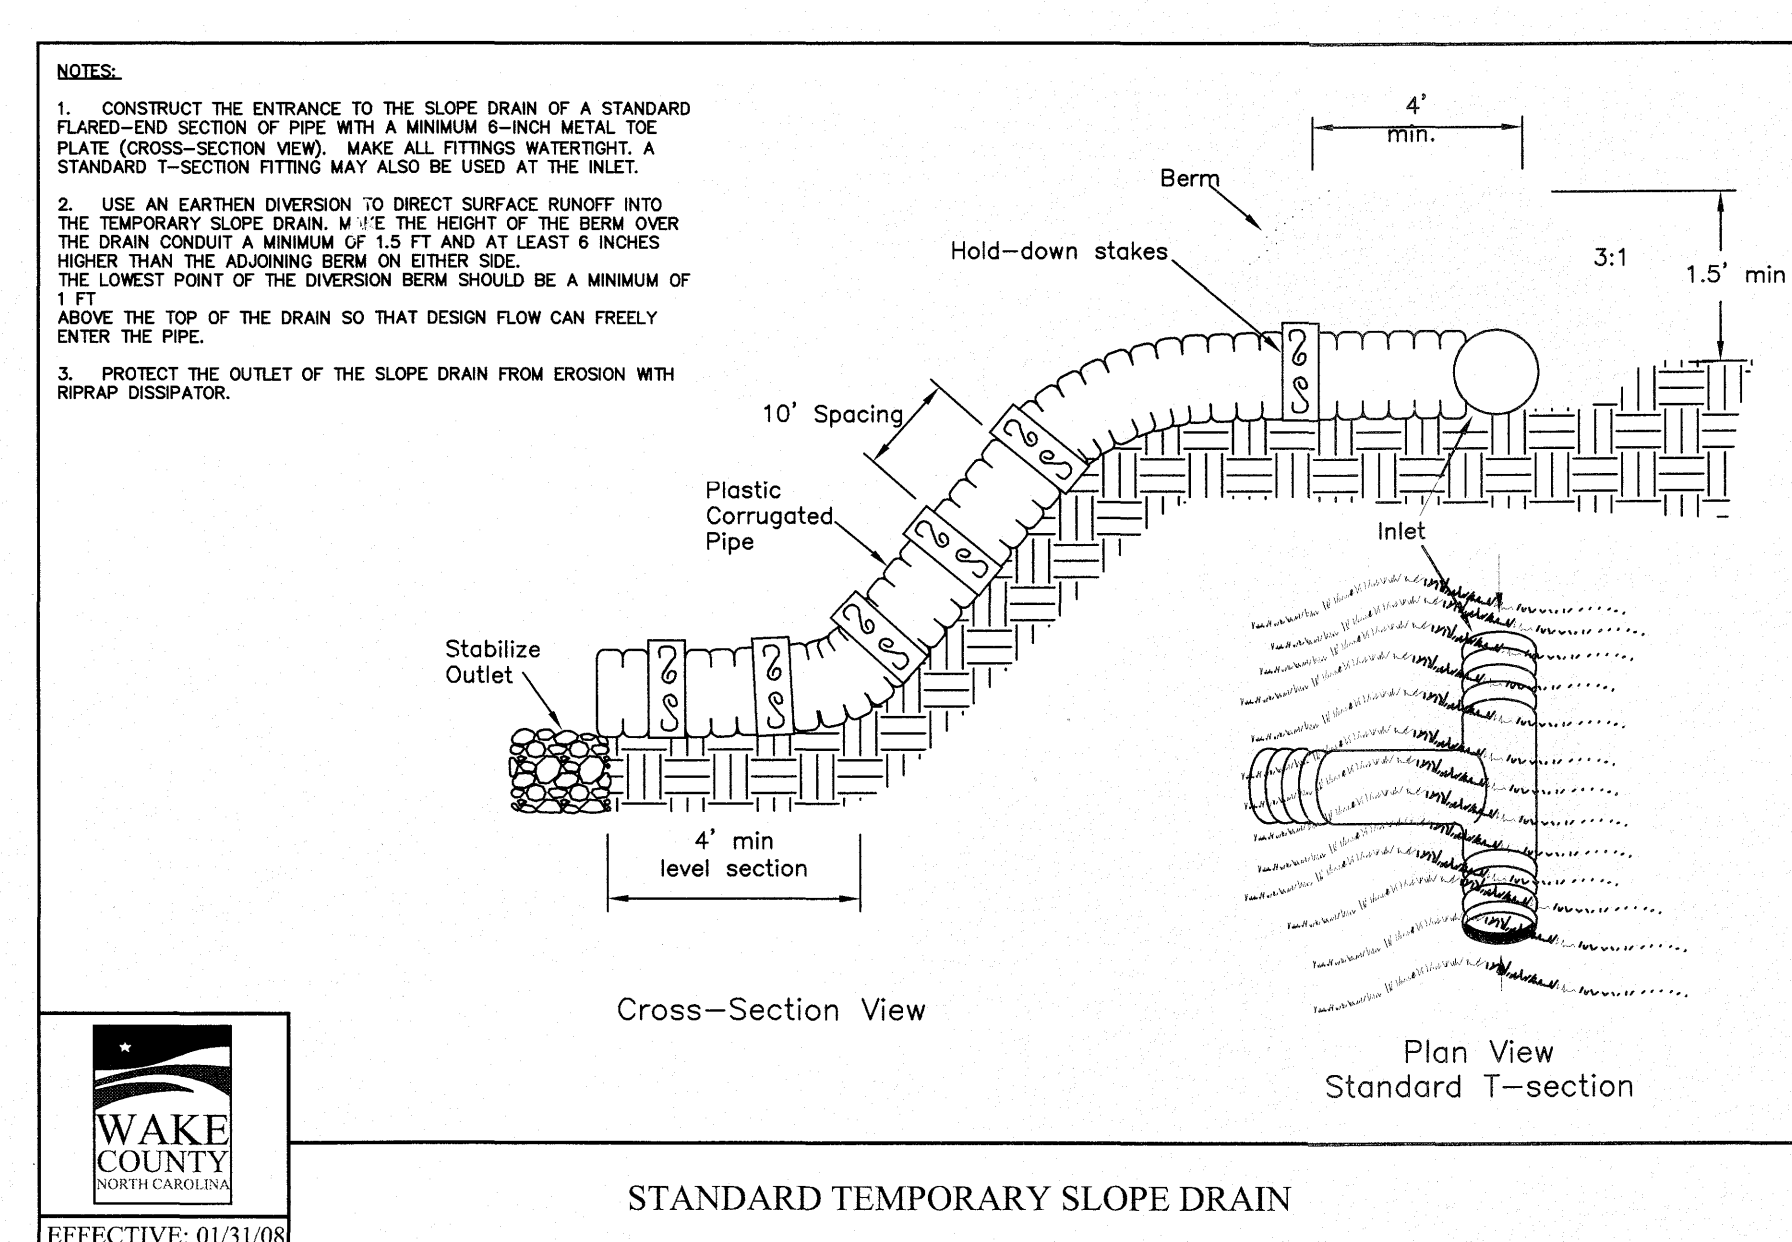 NOTES:
1. CONSTRUCT THE ENTRANCE TO THE SLOPE DRAIN OF A STANDARD
FLARED-END SECTION OF PIPE WITH A MINIMUM 6-INCH METAL TOE
PLATE (CROSS-SECTION VIEW). MAKE ALL FITTINGS WATERTIGHT. A
STANDARD T-SECTION FITTING MAY ALSO BE USED AT THE INLET.
2. USE AN EARTHEN DIVERSION TO DIRECT SURFACE RUNOFF INTO
THE TEMPORARY SLOPE DRAIN. MAKE THE HEIGHT OF THE BERM OVER
THE DRAIN CONDUIT A MINIMUM OF 1.5 FT AND AT LEAST 6 INCHES
HIGHER THAN THE ADJOINING BERM ON EITHER SIDE.
THE LOWEST POINT OF THE DIVERSION BERM SHOULD BE A MINIMUM OF
1 FT
ABOVE THE TOP OF THE DRAIN SO THAT DESIGN FLOW CAN FREELY
ENTER THE PIPE.
3. PROTECT THE OUTLET OF THE SLOPE DRAIN FROM EROSION WITH
RIPRAP DISSIPATOR.
4'
min.
Berm
Hold-down stakes
3:1
1.5' min
10' Spacing
Plastic
Corrugated
Pipe
Inlet
Stabilize
Outlet
4' min
level section
Cross-Section View
Plan View
Standard T-section
WAKE
COUNTY
NORTH CAROLINA
STANDARD TEMPORARY SLOPE DRAIN
EFFECTIVE: 01/31/08